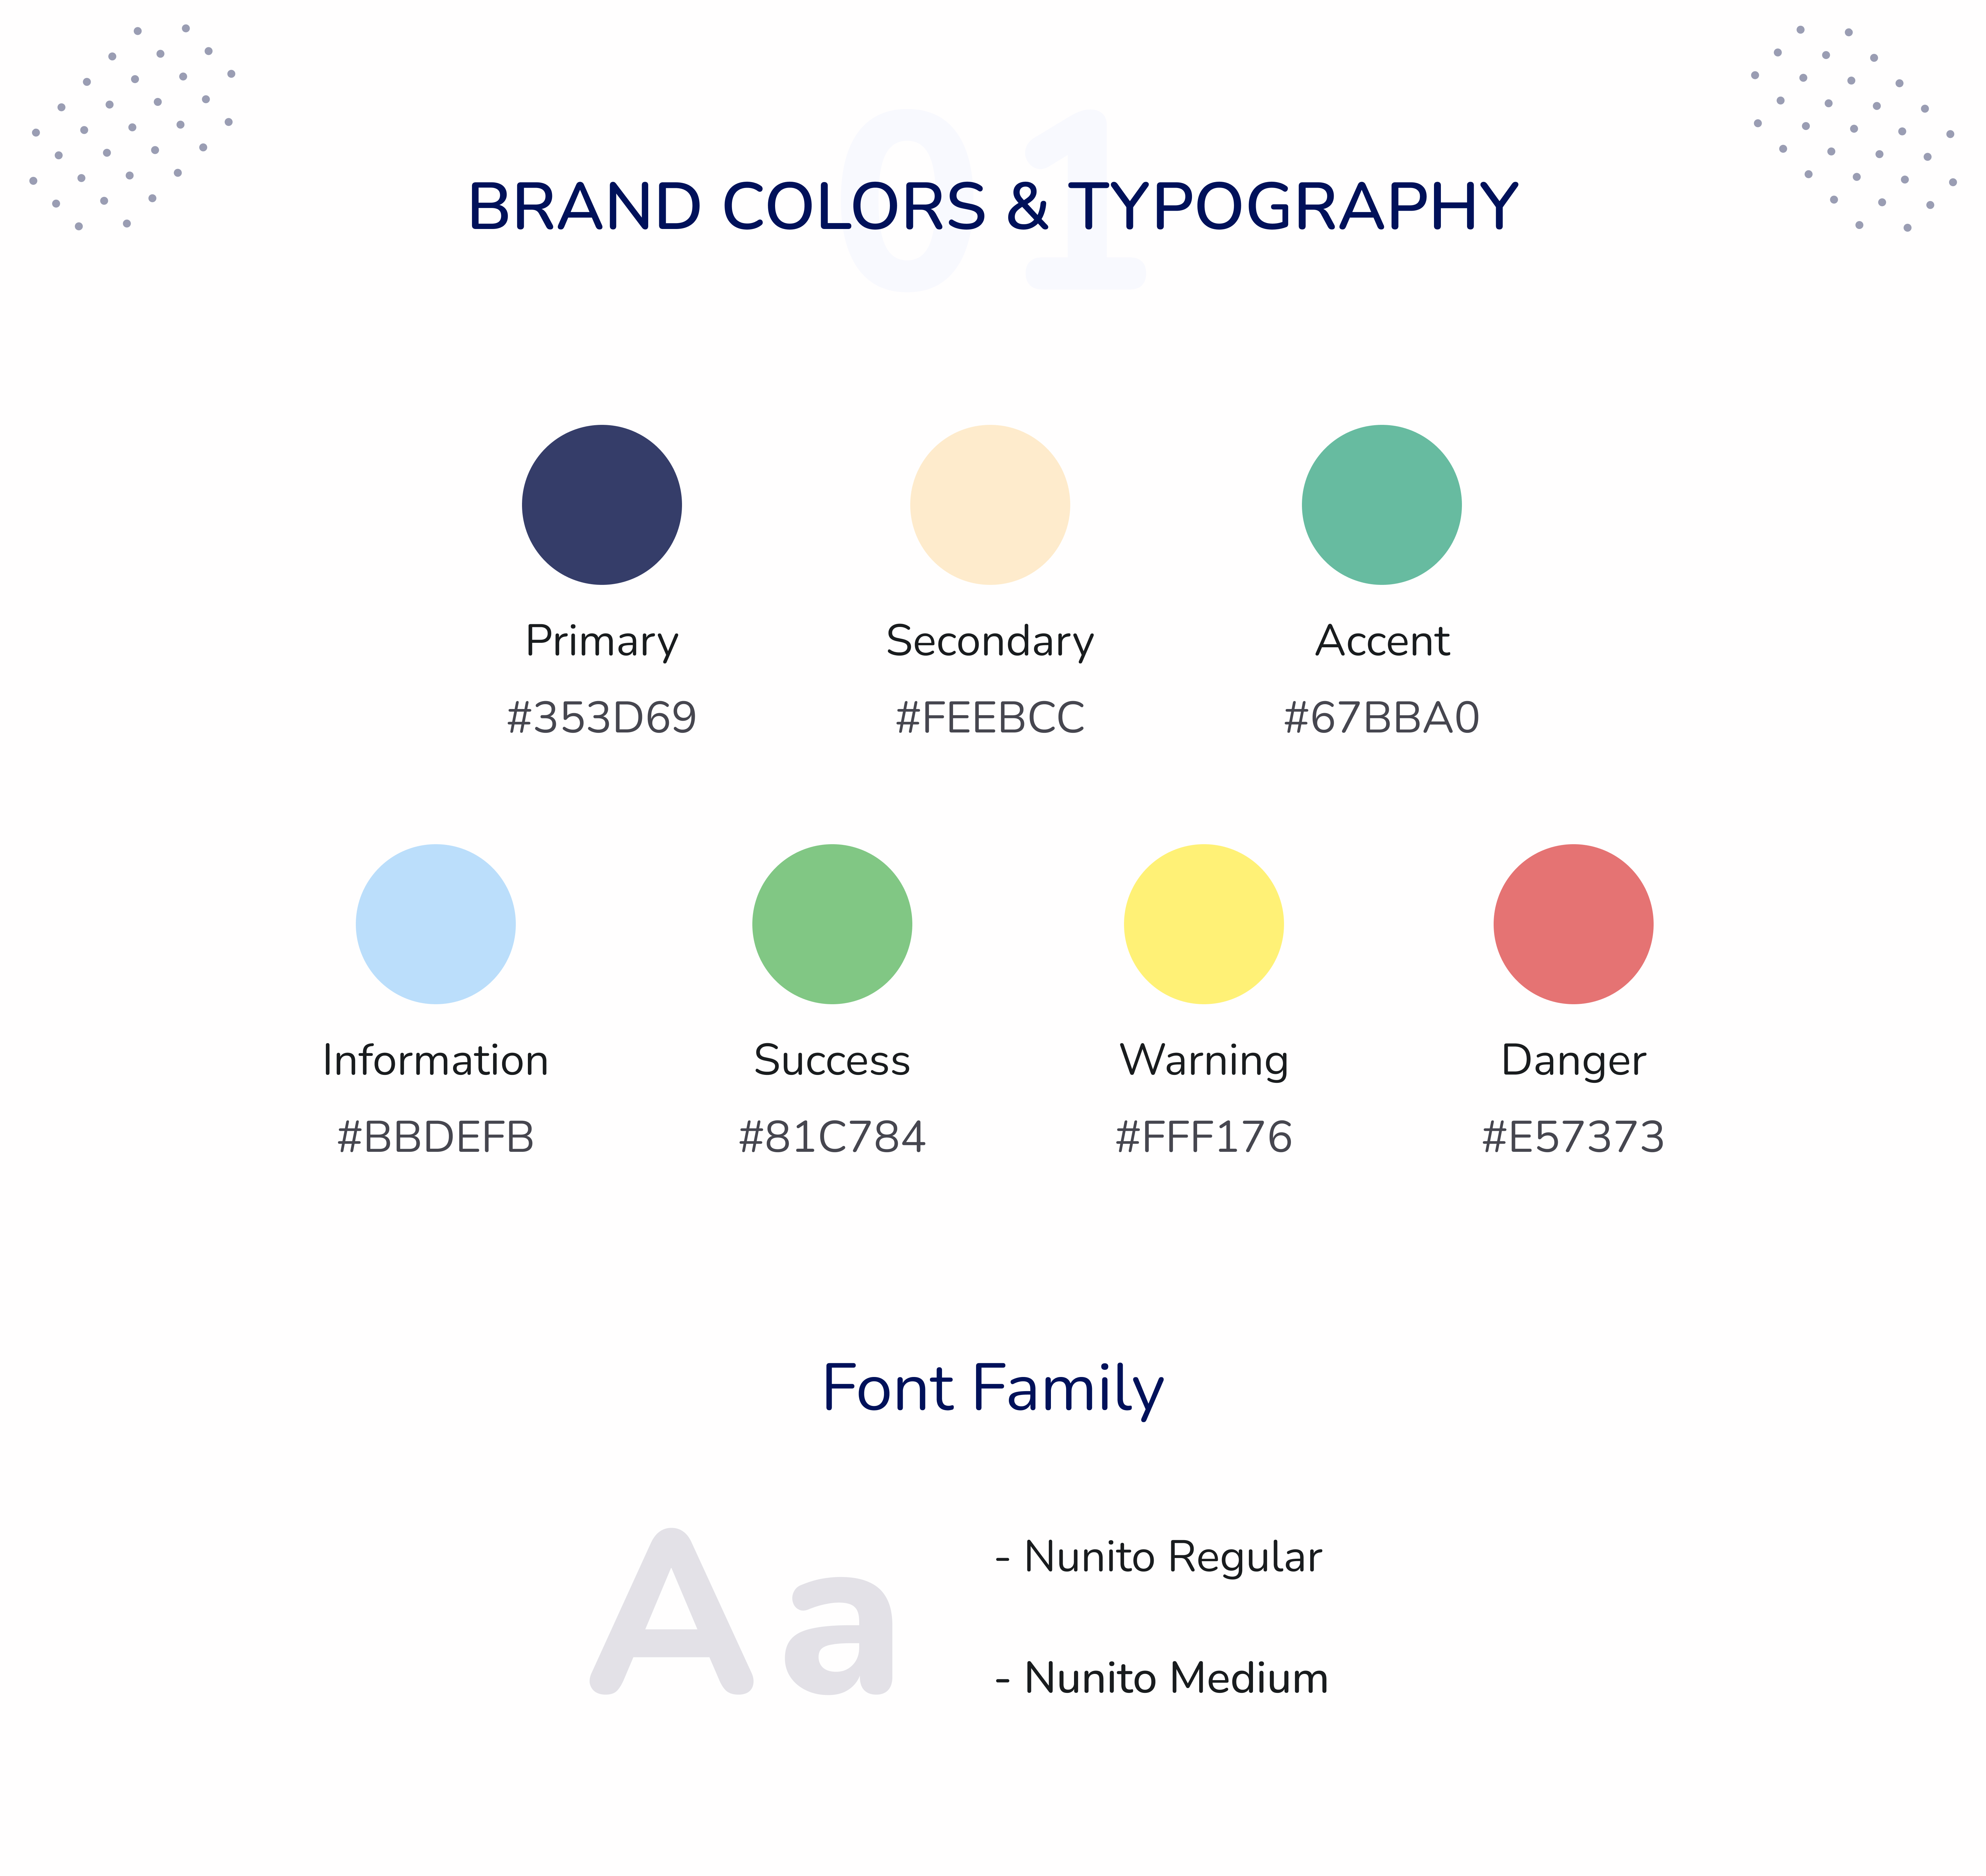 01
BRAND COLORS & TYPOGRAPHY
Primary
Secondary
Accent
#353D69
#FEEBCC
#67BBA0
Information
Success
Warning
Danger
#BBDEFB
#81C784
#FFF176
#E57373
Font Family
Aa
- Nunito Regular
- Nunito Medium